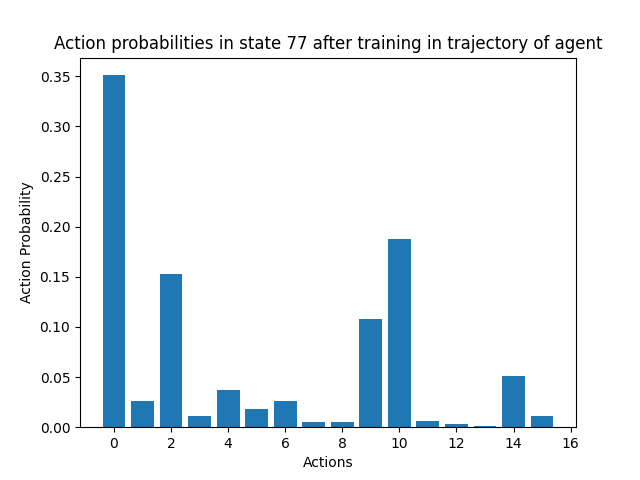 Action probabilities in state 77 after training in trajectory of agent
0.35
0.30
0.25
0.20
0.15
0.10
0.05
0.00
Action Probability
0 2 4 6 8 10 12 14 16
Actions